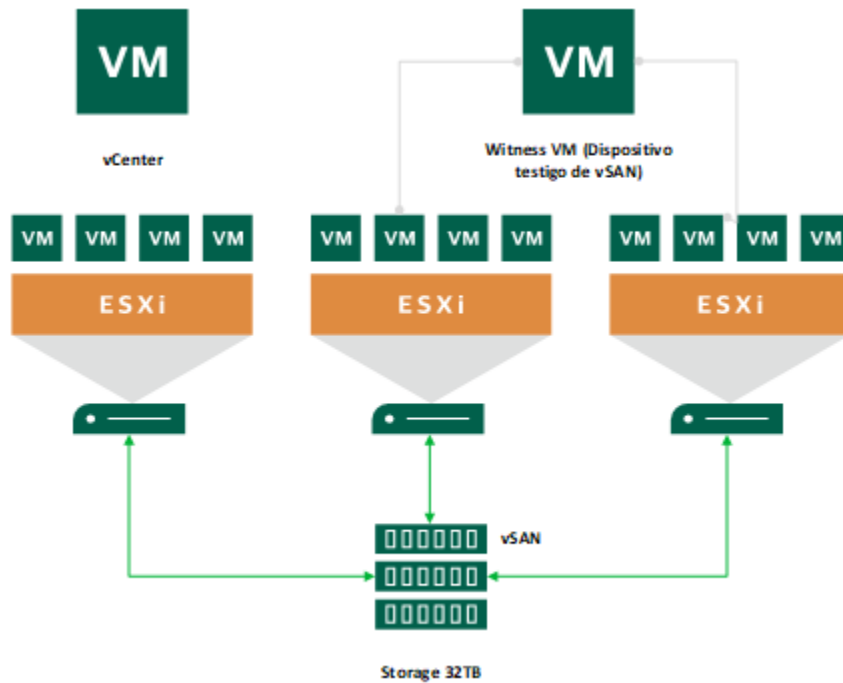 VM
VM
vCenter
Witness VM (Dispositivo
testigo de vSAN)
VM VM VM VM
VM VM VM VM
VM VM VM VM
ESXi
ESXi
ESXi
vSAN
Storage 32TB